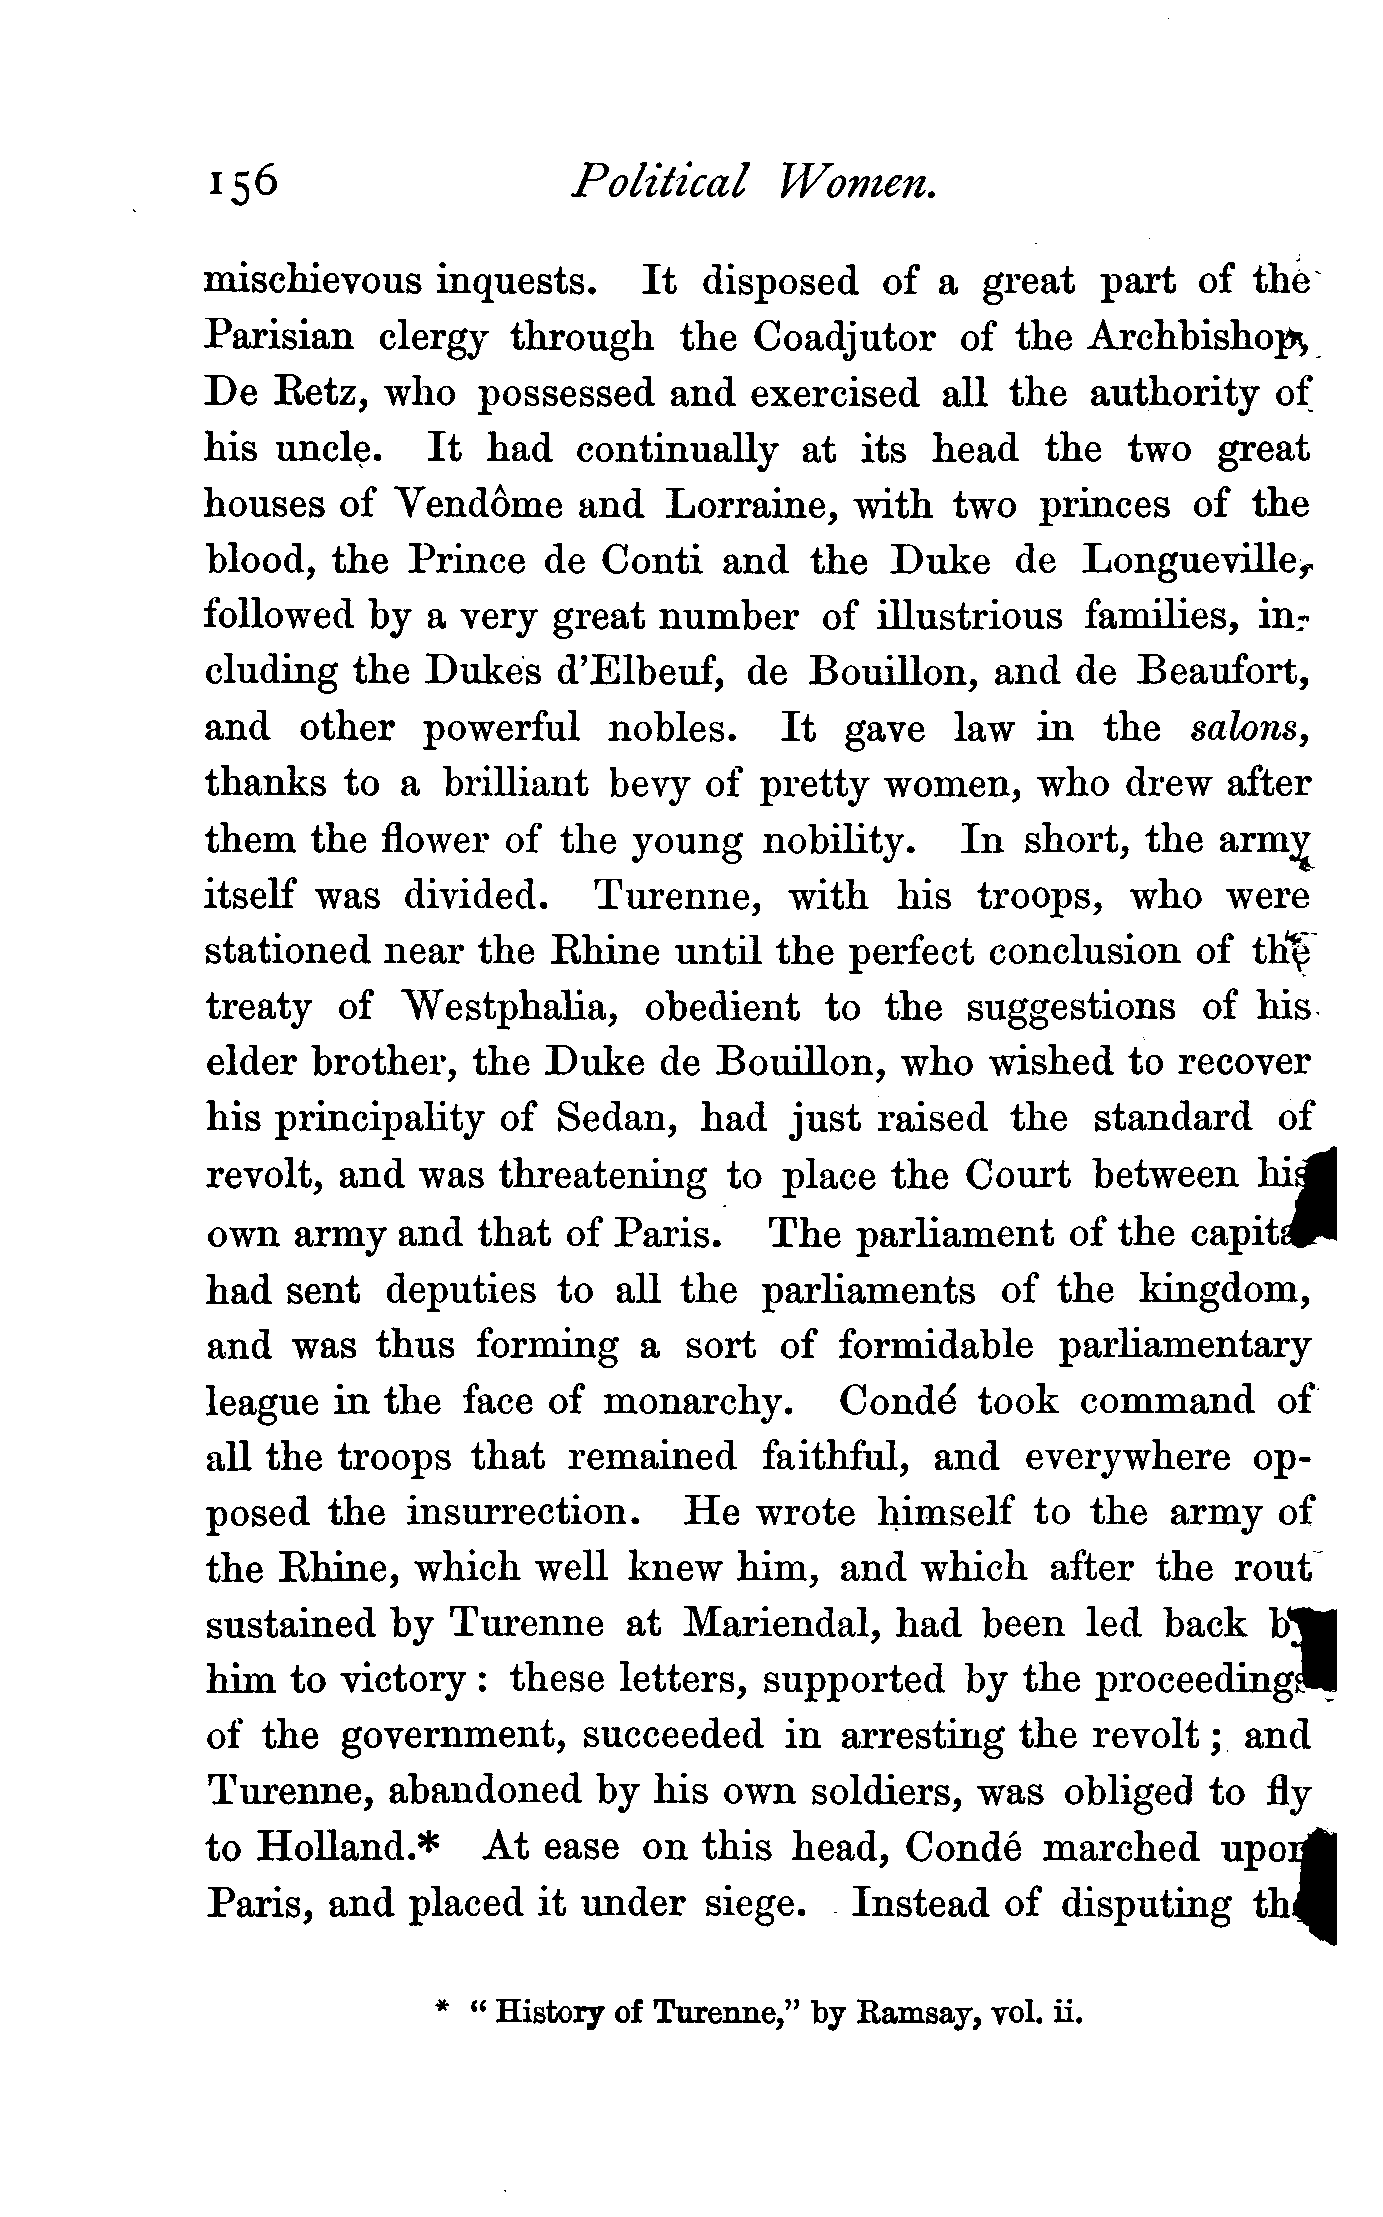 156 Political Women.
mischievous inquests. It disposed of a great part of the
Parisian clergy through the Coadjutor of the Archbishop,
De Retz, who possessed and exercised all the authority of
his uncle. It had continually at its head the two great
houses of Vendôme and Lorraine, with two princes of the
blood, the Prince de Conti and the Duke de Longueville,
followed by a very great number of illustrious families, in-
cluding the Dukes d'Elbeuf, de Bouillon, and de Beaufort,
and other powerful nobles. It gave law in the salons,
thanks to a brilliant bevy of pretty women, who drew after
them the flower of the young nobility. In short, the army
itself was divided. Turenne, with his troops, who were
stationed near the Rhine until the perfect conclusion of the
treaty of Westphalia, obedient to the suggestions of his
elder brother, the Duke de Bouillon, who wished to recover
his principality of Sedan, had just raised the standard of
revolt, and was threatening to place the Court between his
own army and that of Paris. The parliament of the capital
had sent deputies to all the parliaments of the kingdom,
and was thus forming a sort of formidable parliamentary
league in the face of monarchy. Condé took command of
all the troops that remained faithful, and everywhere op-
posed the insurrection. He wrote himself to the army of
the Rhine, which well knew him, and which after the rout
sustained by Turenne at Mariendal, had been led back by
him to victory : these letters, supported by the proceedings
of the government, succeeded in arresting the revolt ; and
Turenne, abandoned by his own soldiers, was obliged to fly
to Holland.* At ease on this head, Condé marched upon
Paris, and placed it under siege. Instead of disputing the
* "History of Turenne," by Ramsay, vol. ii.